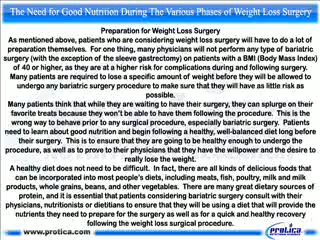 The Need for Good Nutrition During The Various Phases of Weight Loss Surgery
Preparation for Weight Loss Surgery
As mentioned above, patients who are considering weight loss surgery will have to do a lot of
preparation themselves.  For one thing, many physicians will not perform any type of bariatric
surgery (with the exception of the sleeve gastrectomy) on patients with a BMI (Body Mass Index)
of 40 or higher, as they are at a higher risk for complications during and following surgery.
Many patients are required to lose a specific amount of weight before they will be allowed to
undergo any bariatric surgery procedure to make sure that they will have as little risk as
possible.
Many patients think that while they are waiting to have their surgery, they can splurge on their
favorite treats because they won't be able to have them following the procedure.  This is the
wrong way to behave prior to any surgical procedure, especially bariatric surgery.  Patients
need to learn about good nutrition and begin following a healthy, well-balanced diet long before
their surgery.  This is to ensure that they are going to be healthy enough to undergo the
procedure, as well as to prove to their physicians that they have the willpower and the desire to
really lose the weight.
A healthy diet does not need to be difficult.  In fact, there are all kinds of delicious foods that
can be incorporated into most people's diets, including meats, fish, poultry, milk and milk
products, whole grains, beans, and other vegetables.  There are many great dietary sources of
protein, and it is essential that patients considering bariatric surgery consult with their
physicians, nutritionists or dietitians to ensure that they will be using a diet that will provide the
nutrients they need to prepare for the surgery as well as for a quick and healthy recovery
following the weight loss surgical procedure.
www.protica.com
protica